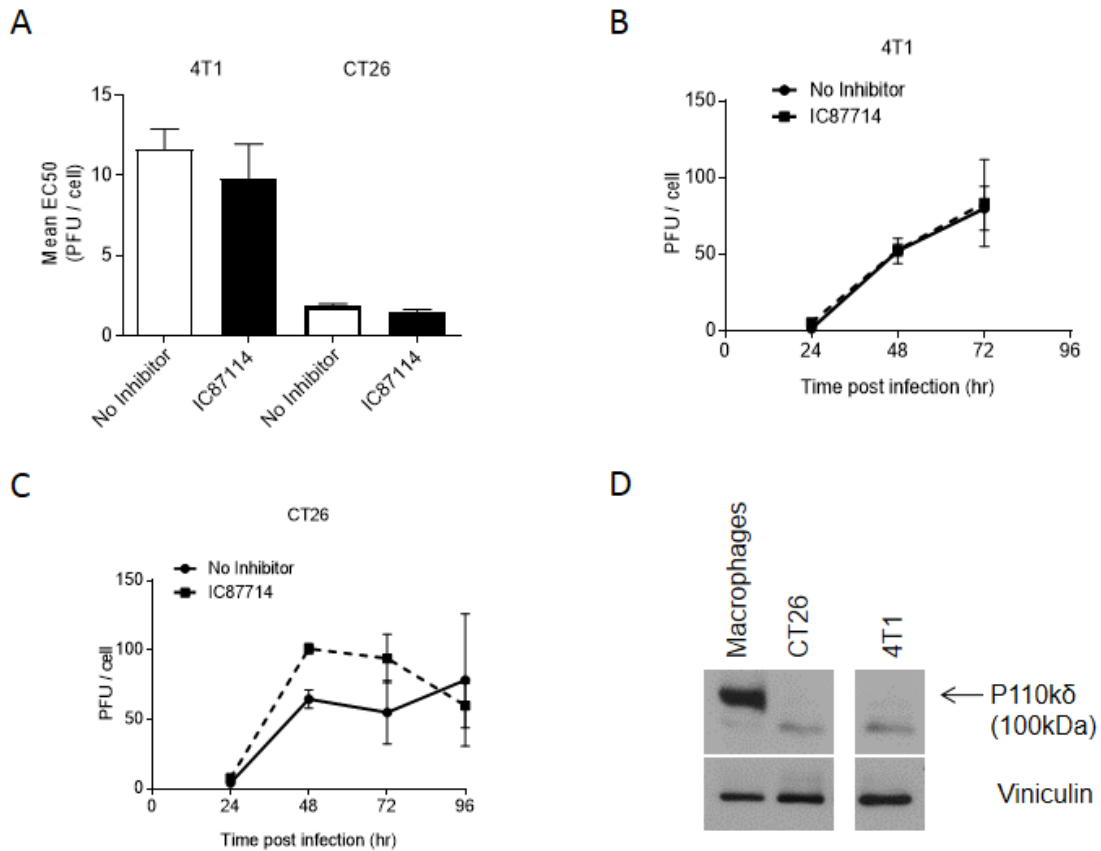 A
4T1
CT26
Mean EC50
(PFU / cell)
15
10
5
0
No Inhibitor
IC87114
No Inhibitor
IC87114
B
4T1
No Inhibitor
IC87714
PFU / cell
150
100
50
0
0
24
48
72
96
Time post infection (hr)
C
CT26
No Inhibitor
IC87714
PFU / cell
150
100
50
0
0
24
48
72
96
Time post infection (hr)
D
Macrophages
CT26
4T1
P110kδ
(100kDa)
Viniculin